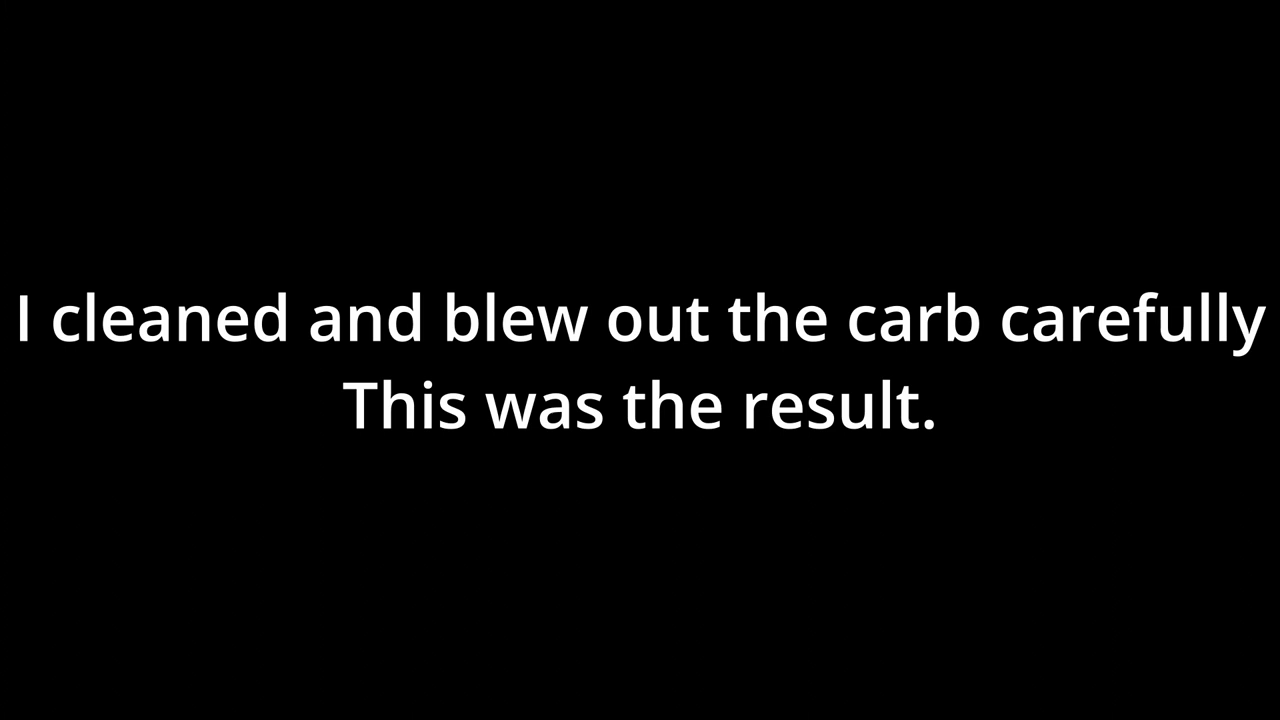 I cleaned and blew out the carb carefully
This was the result.